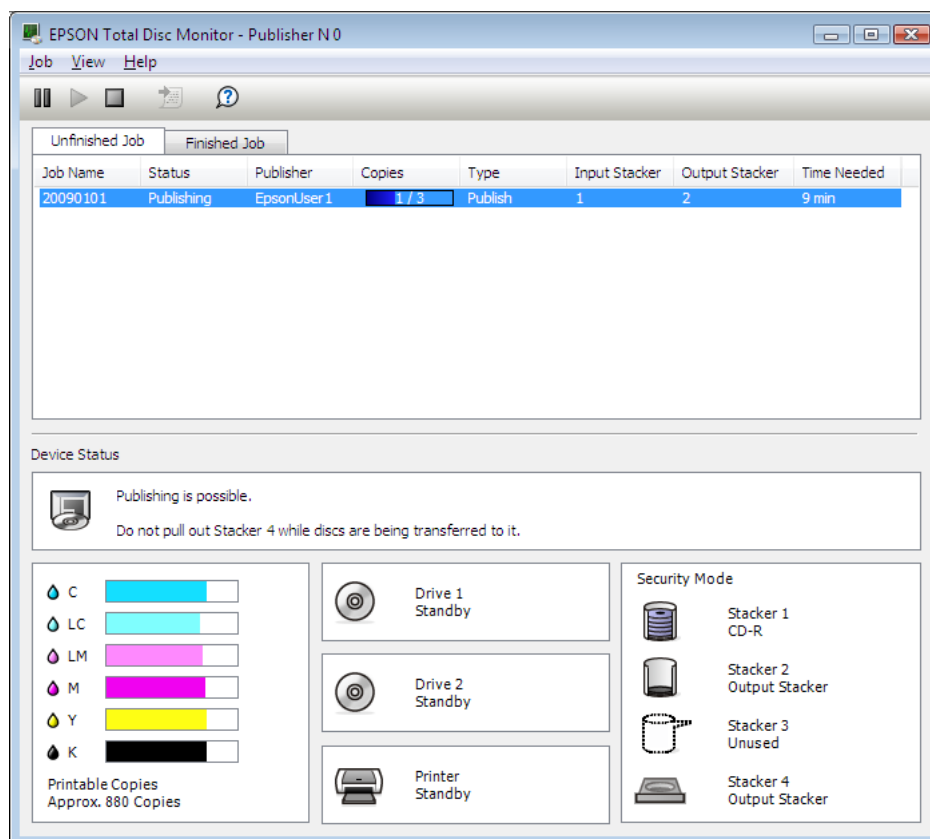 EPSON Total Disc Monitor - Publisher N 0
Job View Help
Unfinished Job Finished Job
Job Name Status Publisher Copies Type Input Stacker Output Stacker Time Needed
20090101 Publishing EpsonUser1 1 / 3 Publish 1 2 9 min
Device Status
Publishing is possible.
Do not pull out Stacker 4 while discs are being transferred to it.
C
LC
LM
M
Y
K
Printable Copies
Approx. 880 Copies
Drive 1
Standby
Drive 2
Standby
Printer
Standby
Security Mode
Stacker 1
CD-R
Stacker 2
Output Stacker
Stacker 3
Unused
Stacker 4
Output Stacker